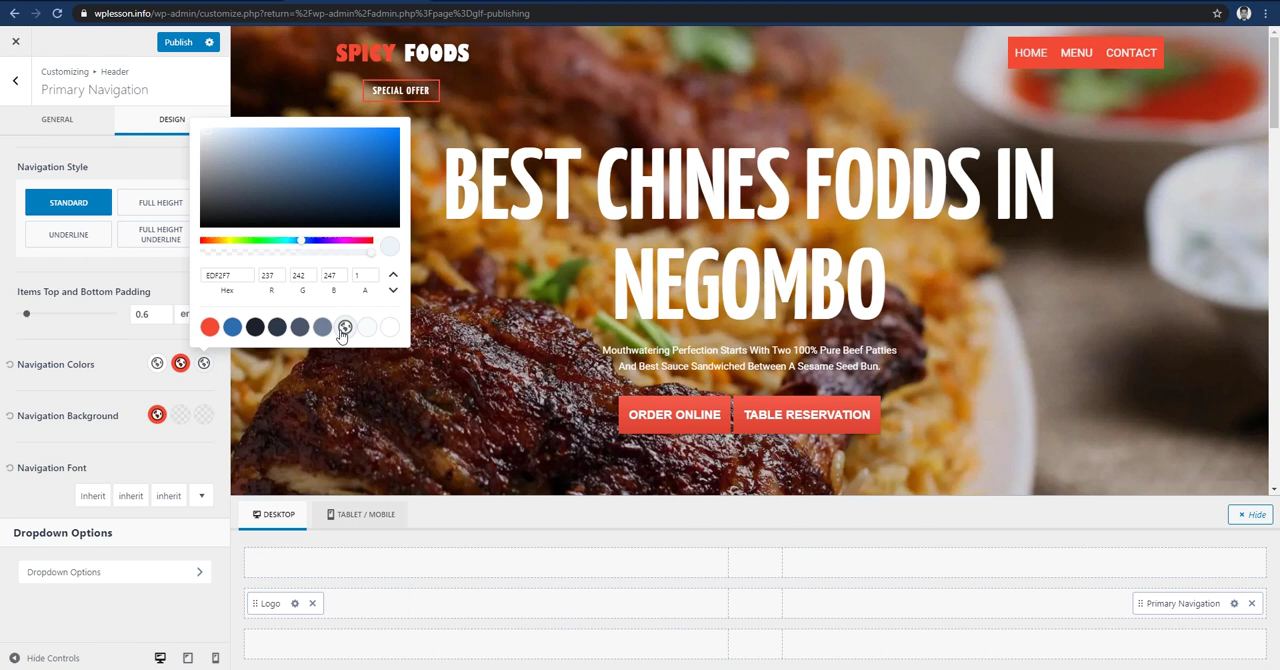 wplesson.info/wp-admin/customize.php?return=%2Fwp-admin%2Fadmin.php%3Fpage%3Dglf-publishing
Publish
Customizing ▸ Header
Primary Navigation
GENERAL
DESIGN
Navigation Style
STANDARD
FULL HEIGHT
UNDERLINE
FULL HEIGHT
UNDERLINE
Items Top and Bottom Padding
0.6
Navigation Colors
Navigation Background
Navigation Font
Inherit
inherit
inherit
Dropdown Options
Dropdown Options
Hide Controls
EDF2F7
237
242
247
1
Hex
R
G
B
A
SPICY FOODS
SPECIAL OFFER
HOME MENU CONTACT
BEST CHINES FODDS IN
NEGOMBO
Mouthwatering Perfection Starts With Two 100% Pure Beef Patties
And Best Sauce Sandwiched Between A Sesame Seed Bun.
ORDER ONLINE
TABLE RESERVATION
DESKTOP
TABLET / MOBILE
× Hide
Logo
Primary Navigation